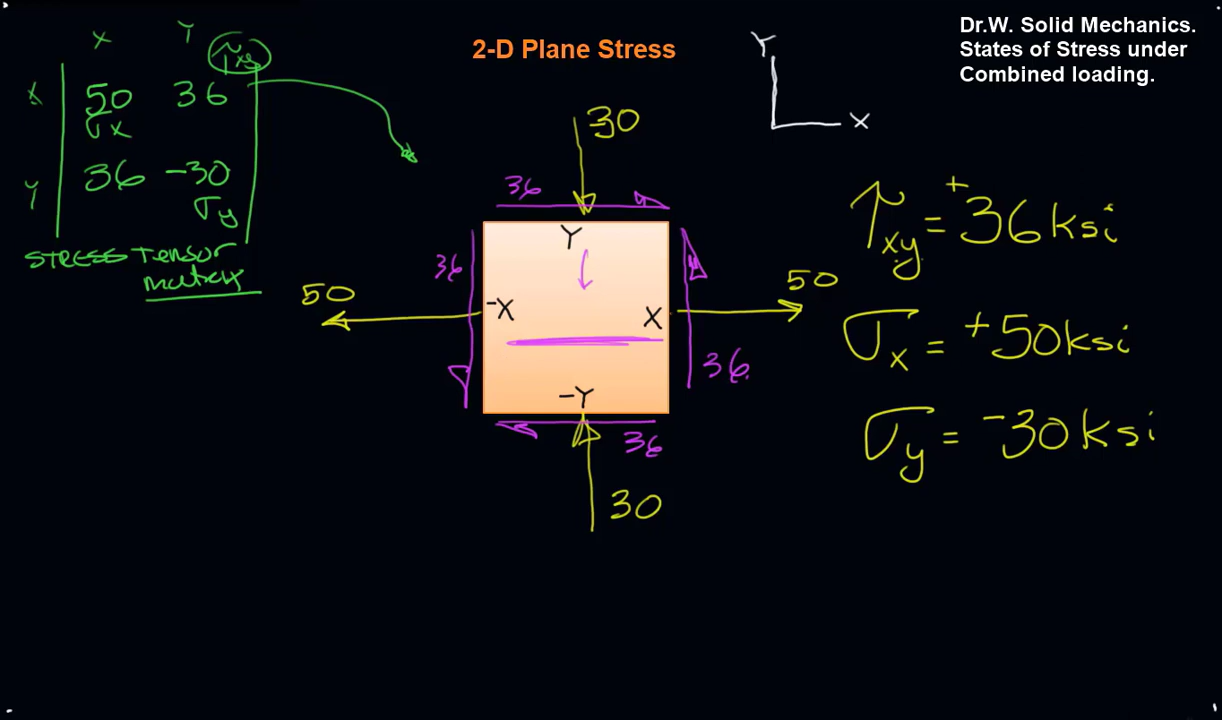 2-D Plane Stress
Dr.W. Solid Mechanics.
States of Stress under
Combined loading.
X Y
τxy
X 50 36
σx
Y 36 -30
σy
STRESS Tensor
matrix
Y
X
30
36
Y
36
50
-X
X
50
36
-Y
36
30
τxy = +36ksi
σx = +50ksi
σy = -30ksi